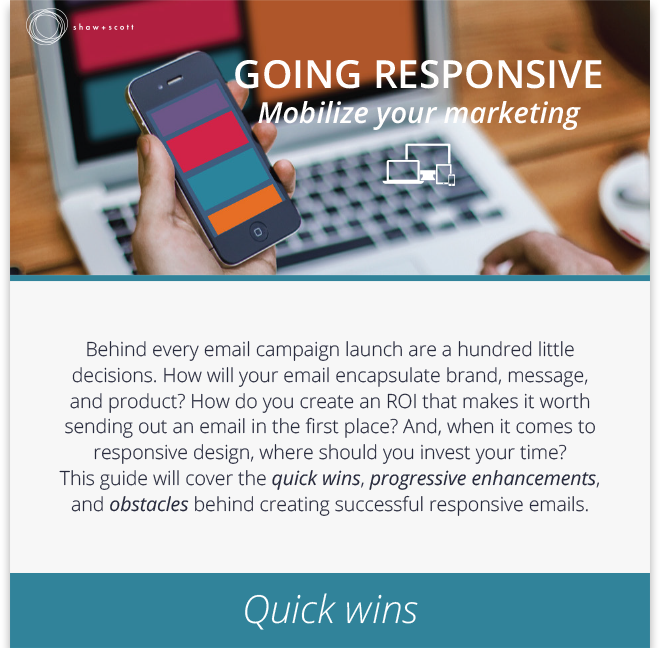 shaw+scott
GOING RESPONSIVE
Mobilize your marketing
Behind every email campaign launch are a hundred little
decisions. How will your email encapsulate brand, message,
and product? How do you create an ROI that makes it worth
sending out an email in the first place? And, when it comes to
responsive design, where should you invest your time?
This guide will cover the quick wins, progressive enhancements,
and obstacles behind creating successful responsive emails.
Quick wins